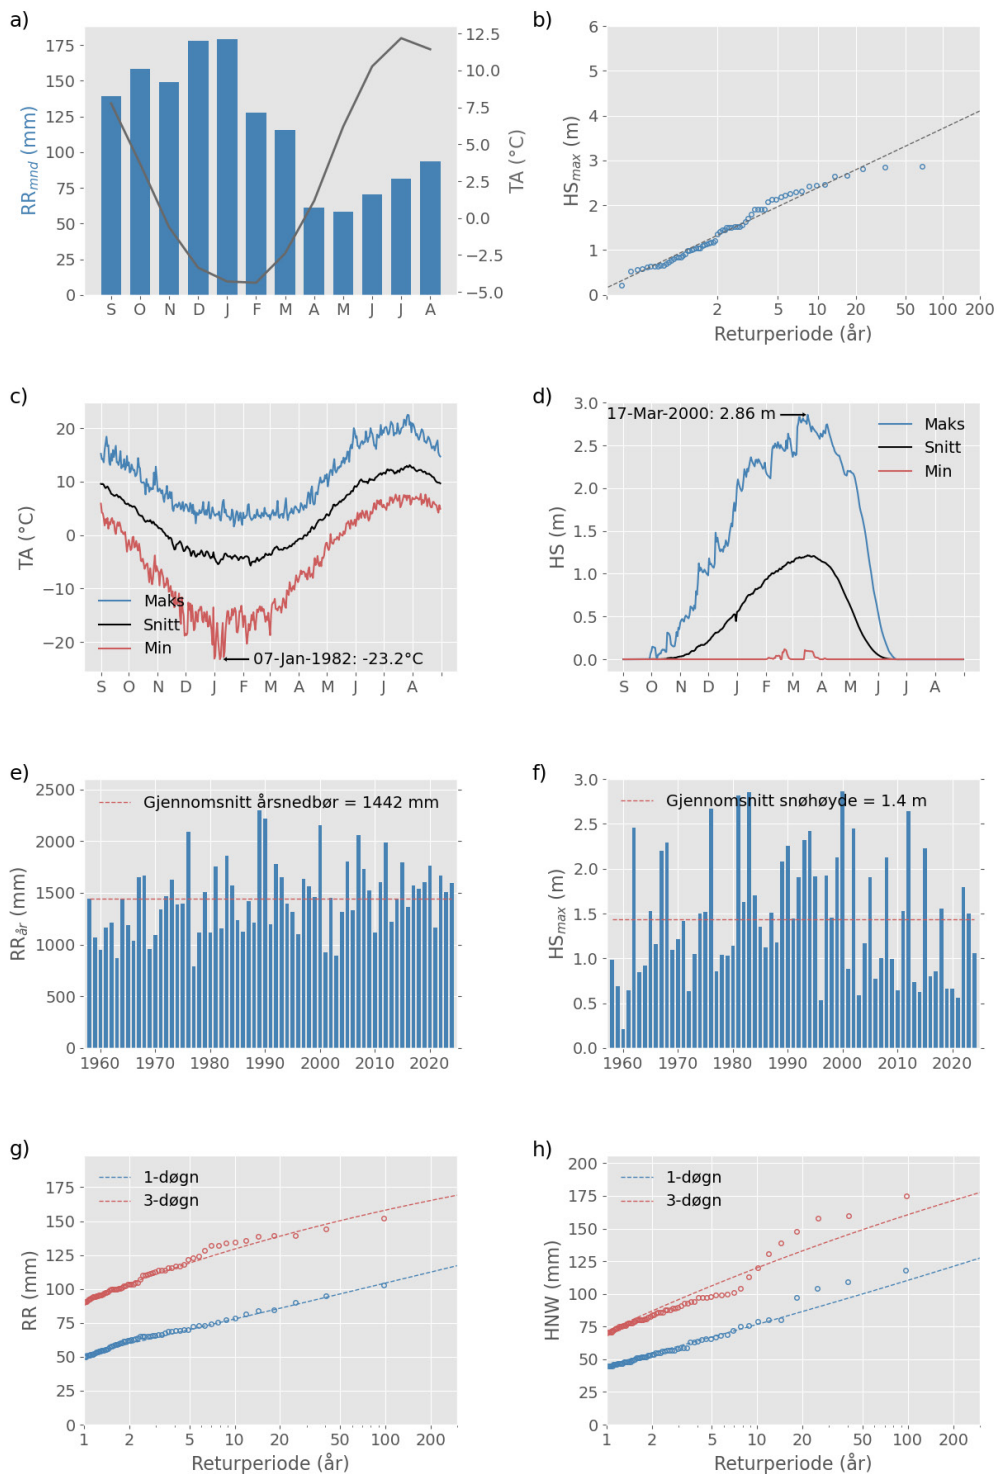 a)
175
150
125
100
75
50
25
0
RR_mnd (mm)
12.5
10.0
7.5
5.0
2.5
0.0
−2.5
−5.0
TA (°C)
S O N D J F M A M J J A
b)
6
5
4
3
2
1
0
HS_max (m)
2 5 10 20 50 100 200
Returperiode (år)
c)
20
10
0
−10
−20
TA (°C)
Maks
Snitt
Min
07-Jan-1982: -23.2°C
S O N D J F M A M J J A
d)
3.0
2.5
2.0
1.5
1.0
0.5
0.0
HS (m)
17-Mar-2000: 2.86 m
Maks
Snitt
Min
S O N D J F M A M J J A
e)
2500
2000
1500
1000
500
0
RR_år (mm)
Gjennomsnitt årsnedbør = 1442 mm
1960 1970 1980 1990 2000 2010 2020
f)
3.0
2.5
2.0
1.5
1.0
0.5
0.0
HS_max (m)
Gjennomsnitt snøhøyde = 1.4 m
1960 1970 1980 1990 2000 2010 2020
g)
175
150
125
100
75
50
25
0
RR (mm)
1-døgn
3-døgn
1 2 5 10 20 50 100 200
Returperiode (år)
h)
200
175
150
125
100
75
50
25
0
HNW (mm)
1-døgn
3-døgn
1 2 5 10 20 50 100 200
Returperiode (år)